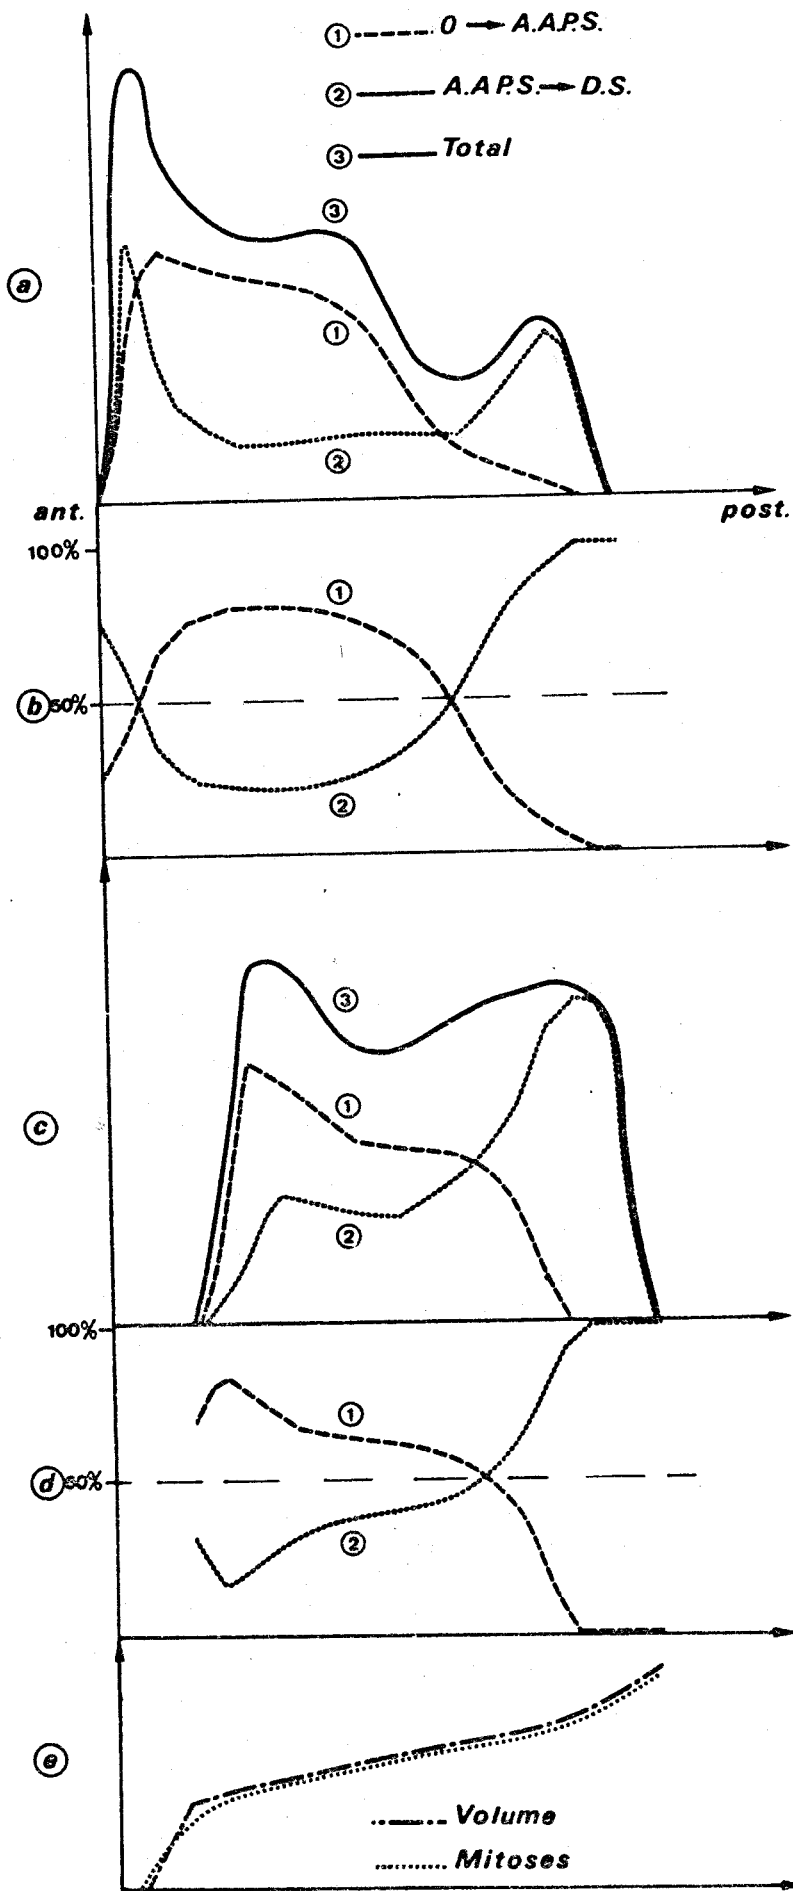 ① 0 → A.A.P.S.
② A.A.P.S. → D.S.
③ Total
③
a
①
②
ant. post.
100%
①
b 50%
②
③
c
①
②
100%
①
d 50%
②
e
Volume
Mitoses